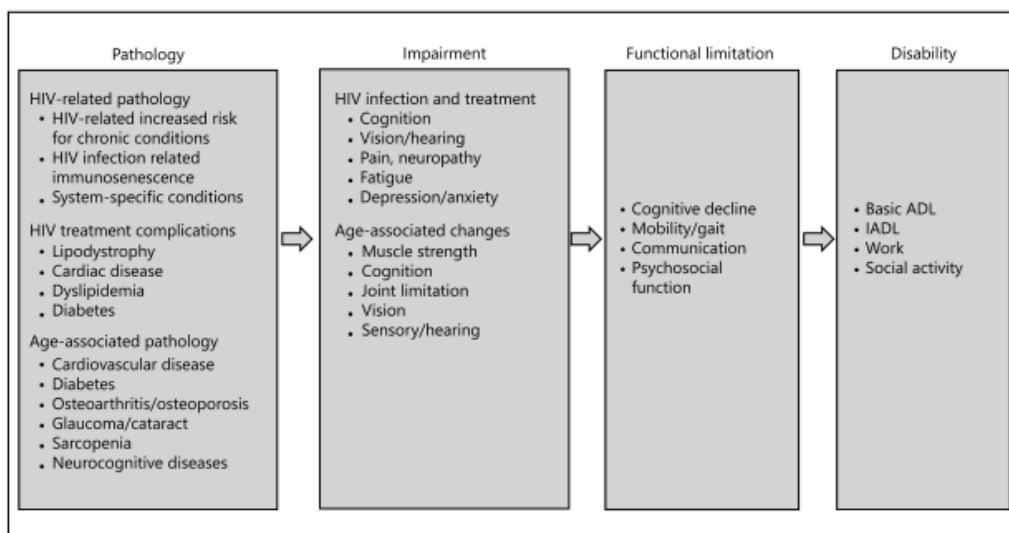 Pathology
HIV-related pathology
• HIV-related increased risk
for chronic conditions
• HIV infection related
immunosenescence
• System-specific conditions
HIV treatment complications
• Lipodystrophy
• Cardiac disease
• Dyslipidemia
• Diabetes
Age-associated pathology
• Cardiovascular disease
• Diabetes
• Osteoarthritis/osteoporosis
• Glaucoma/cataract
• Sarcopenia
• Neurocognitive diseases
Impairment
HIV infection and treatment
• Cognition
• Vision/hearing
• Pain, neuropathy
• Fatigue
• Depression/anxiety
Age-associated changes
• Muscle strength
• Cognition
• Joint limitation
• Vision
• Sensory/hearing
Functional limitation
• Cognitive decline
• Mobility/gait
• Communication
• Psychosocial
function
Disability
• Basic ADL
• IADL
• Work
• Social activity